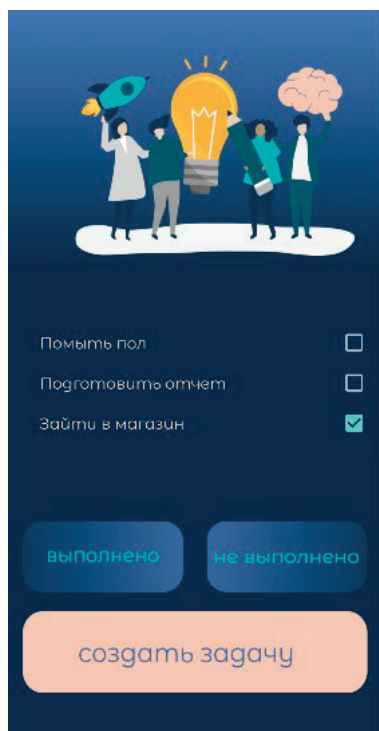 Помыть пол
Подготовить отчет
Зайти в магазин
выполнено
не выполнено
создать задачу